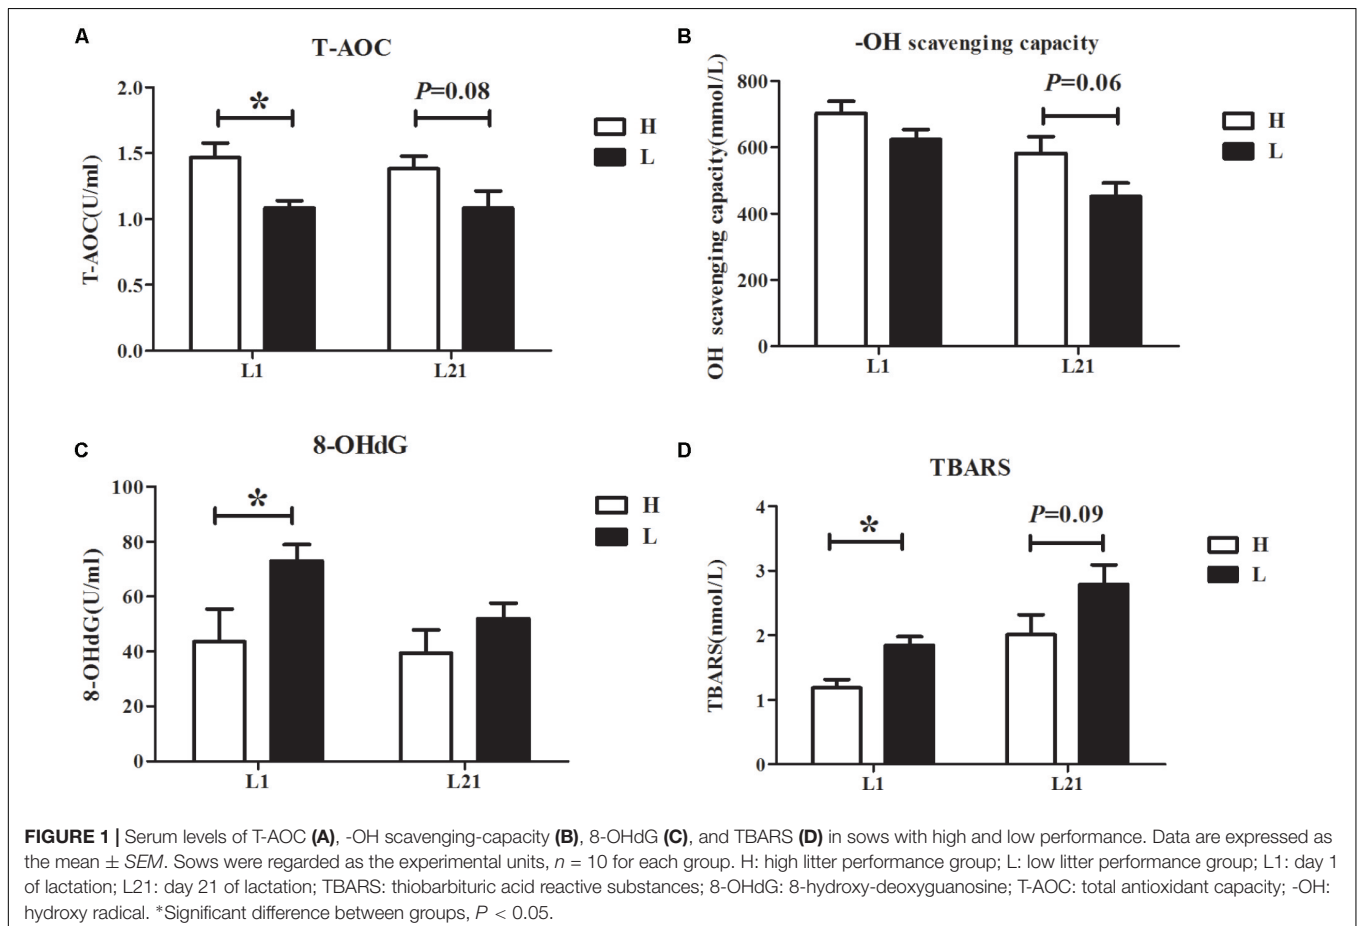 A
T-AOC
T-AOC(U/ml)
2.0
1.5
1.0
0.5
0.0
*
P=0.08
L1
L21
H
L
B
-OH scavenging capacity
OH scavenging capacity(mmol/L)
800
600
400
200
0
P=0.06
L1
L21
H
L
C
8-OHdG
8-OHdG(U/ml)
100
80
60
40
20
0
*
L1
L21
H
L
D
TBARS
TBARS(nmol/L)
4
3
2
1
0
*
P=0.09
L1
L21
H
L
FIGURE 1 | Serum levels of T-AOC (A), -OH scavenging-capacity (B), 8-OHdG (C), and TBARS (D) in sows with high and low performance. Data are expressed as
the mean ± SEM. Sows were regarded as the experimental units, n = 10 for each group. H: high litter performance group; L: low litter performance group; L1: day 1
of lactation; L21: day 21 of lactation; TBARS: thiobarbituric acid reactive substances; 8-OHdG: 8-hydroxy-deoxyguanosine; T-AOC: total antioxidant capacity; -OH:
hydroxy radical. *Significant difference between groups, P < 0.05.